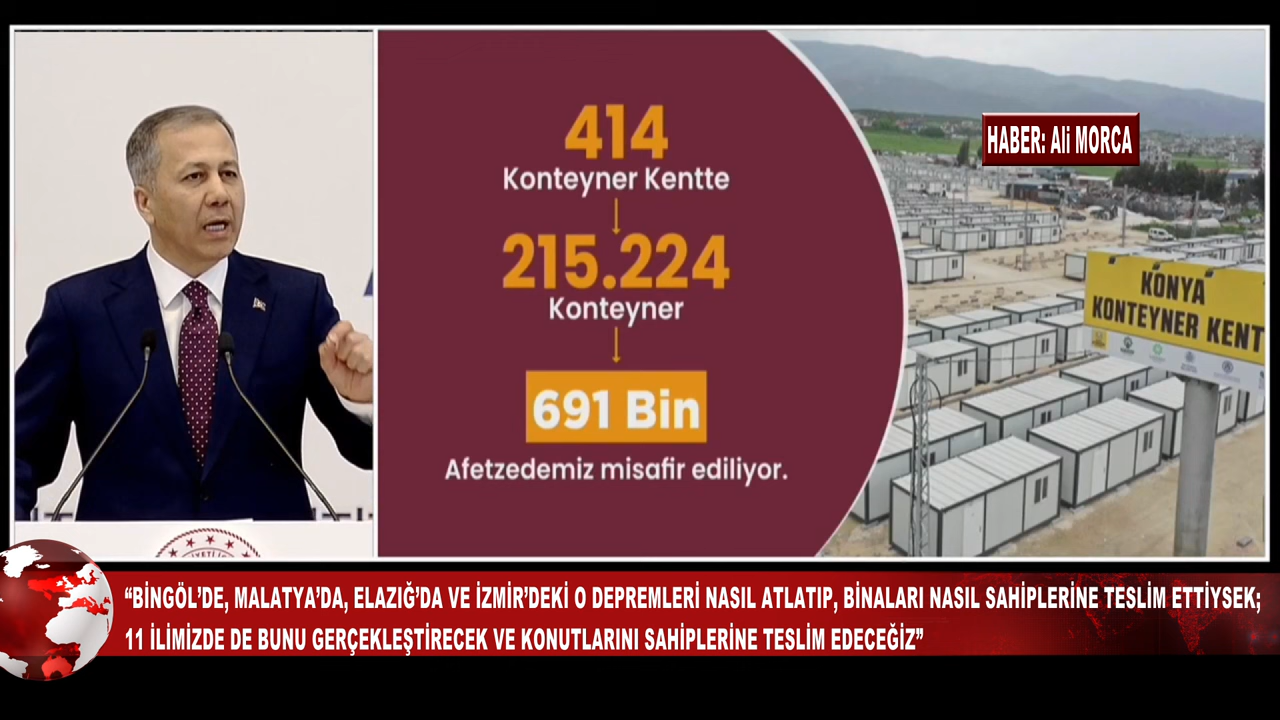 414
Konteyner Kentte
215.224
Konteyner
691 Bin
Afetzedemiz misafir ediliyor.
HABER: Ali MORCA
KONYA
KONTEYNER KENT
“BİNGÖL’DE, MALATYA’DA, ELAZIĞ’DA VE İZMİR’DEKİ O DEPREMLERİ NASIL ATLATIP, BİNALARI NASIL SAHİPLERİNE TESLİM ETTİYSEK;
11 İLİMİZDE DE BUNU GERÇEKLEŞTİRECEK VE KONUTLARINI SAHİPLERİNE TESLİM EDECEĞİZ”